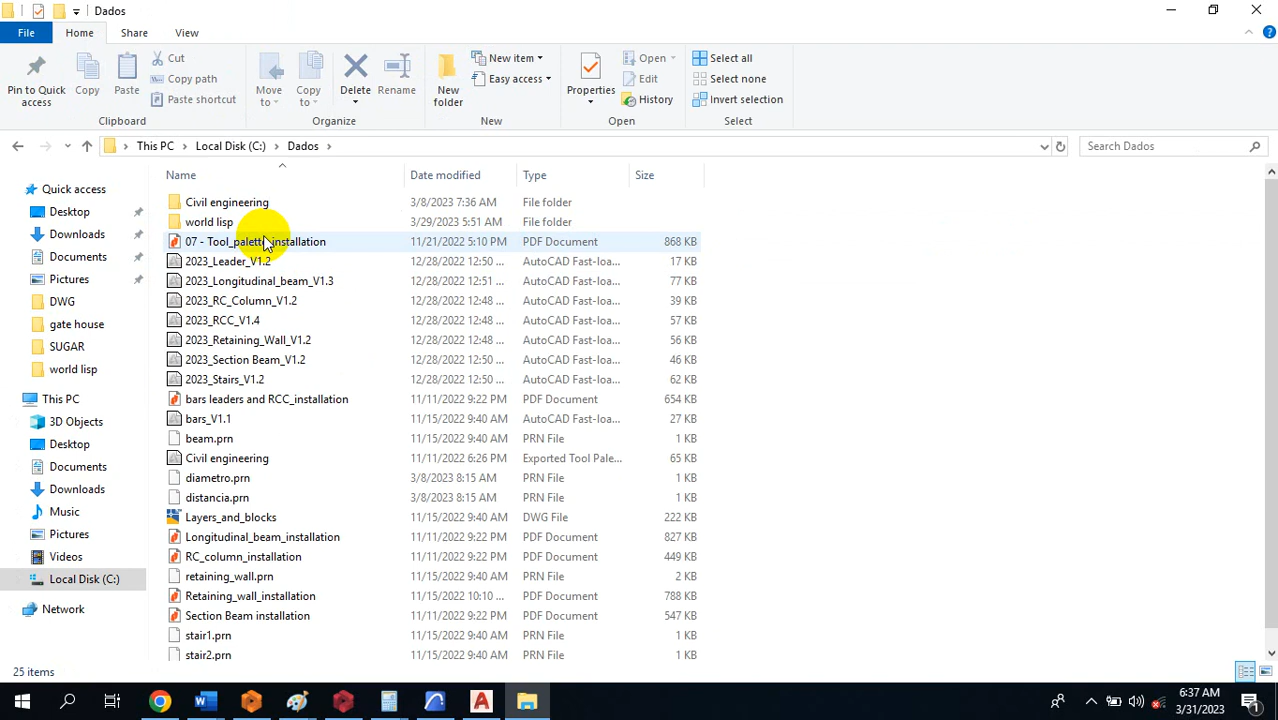 Dados
File Home Share View
Pin to Quick access
Copy
Paste
Cut
Copy path
Paste shortcut
Clipboard
Move to
Copy to
Delete
Rename
Organize
New folder
New item
Easy access
New
Properties
Open
Edit
History
Open
Select all
Select none
Invert selection
Select
This PC Local Disk (C:) Dados
Search Dados
Name Date modified Type Size
Quick access
Desktop
Downloads
Documents
Pictures
DWG
gate house
SUGAR
world lisp
This PC
3D Objects
Desktop
Documents
Downloads
Music
Pictures
Videos
Local Disk (C:)
Network
Civil engineering 3/8/2023 7:36 AM File folder
world lisp 3/29/2023 5:51 AM File folder
07 - Tool_palette_installation 11/21/2022 5:10 PM PDF Document 868 KB
2023_Leader_V1.2 12/28/2022 12:50 ... AutoCAD Fast-loa... 17 KB
2023_Longitudinal_beam_V1.3 12/28/2022 12:51 ... AutoCAD Fast-loa... 77 KB
2023_RC_Column_V1.2 12/28/2022 12:48 ... AutoCAD Fast-loa... 39 KB
2023_RCC_V1.4 12/28/2022 12:48 ... AutoCAD Fast-loa... 57 KB
2023_Retaining_Wall_V1.2 12/28/2022 12:48 ... AutoCAD Fast-loa... 56 KB
2023_Section Beam_V1.2 12/28/2022 12:50 ... AutoCAD Fast-loa... 46 KB
2023_Stairs_V1.2 12/28/2022 12:50 ... AutoCAD Fast-loa... 62 KB
bars leaders and RCC_installation 11/11/2022 9:22 PM PDF Document 654 KB
bars_V1.1 11/15/2022 9:40 AM AutoCAD Fast-loa... 27 KB
beam.prn 11/15/2022 9:40 AM PRN File 1 KB
Civil engineering 11/11/2022 6:26 PM Exported Tool Pale... 65 KB
diametro.prn 3/8/2023 8:15 AM PRN File 1 KB
distancia.prn 3/8/2023 8:15 AM PRN File 1 KB
Layers_and_blocks 11/15/2022 9:40 AM DWG File 222 KB
Longitudinal_beam_installation 11/11/2022 9:22 PM PDF Document 827 KB
RC_column_installation 11/11/2022 9:22 PM PDF Document 449 KB
retaining_wall.prn 11/15/2022 9:40 AM PRN File 2 KB
Retaining_wall_installation 11/15/2022 10:10 ... PDF Document 788 KB
Section Beam installation 11/11/2022 9:22 PM PDF Document 547 KB
stair1.prn 11/15/2022 9:40 AM PRN File 1 KB
stair2.prn 11/15/2022 9:40 AM PRN File 1 KB
25 items
6:37 AM
3/31/2023